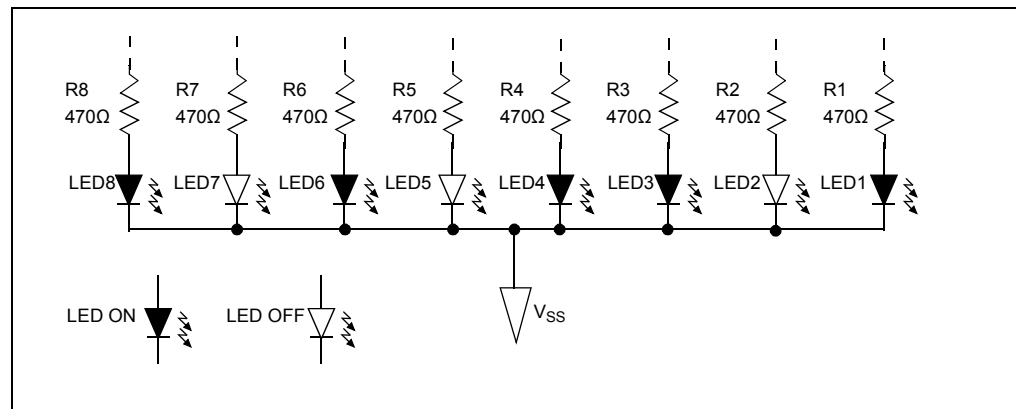 R8 R7 R6 R5 R4 R3 R2 R1
470Ω 470Ω 470Ω 470Ω 470Ω 470Ω 470Ω 470Ω
LED8 LED7 LED6 LED5 LED4 LED3 LED2 LED1
LED ON LED OFF VSS